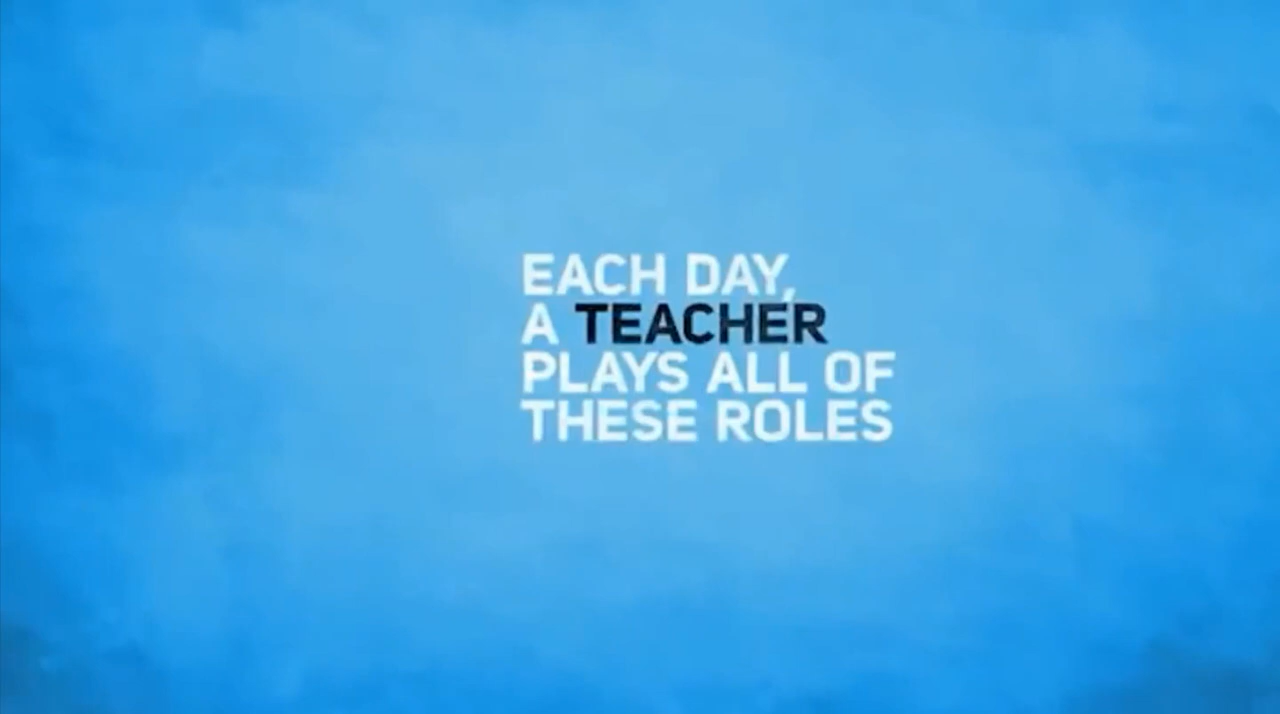 EACH DAY,
A TEACHER
PLAYS ALL OF
THESE ROLES